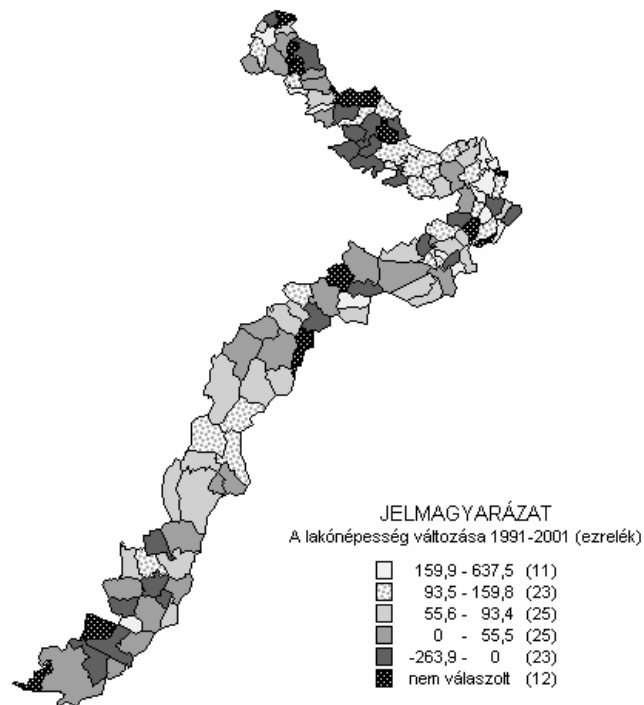 JELMAGYARÁZAT
A lakónépesség változása 1991-2001 (ezrelék)
159,9 - 637,5 (11)
93,5 - 159,8 (23)
55,6 - 93,4 (25)
0 - 55,5 (25)
-263,9 - 0 (23)
nem válaszolt (12)